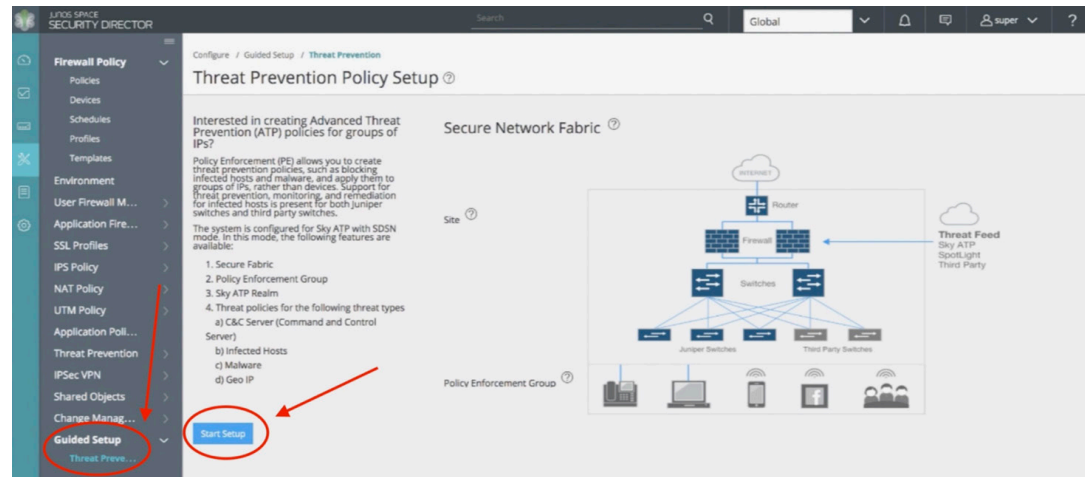 JUNOS SPACE
SECURITY DIRECTOR
Search
Global
super
?
Firewall Policy
Policies
Devices
Schedules
Profiles
Templates
Environment
User Firewall M...
Application Fire...
SSL Profiles
IPS Policy
NAT Policy
UTM Policy
Application Poli...
Threat Prevention
IPSec VPN
Shared Objects
Change Manag...
Guided Setup
Threat Preve...
Configure / Guided Setup / Threat Prevention
Threat Prevention Policy Setup ?
Interested in creating Advanced Threat
Prevention (ATP) policies for groups of
IPs?
Policy Enforcement (PE) allows you to create
threat prevention policies, such as blocking
infected hosts and malware, and apply them to
groups of IPs, rather than devices. Support for
threat prevention, monitoring, and remediation
for infected hosts is present for both Juniper
switches and third party switches.
The system is configured for Sky ATP with SDSN
mode. In this mode, the following features are
available:
1. Secure Fabric
2. Policy Enforcement Group
3. Sky ATP Realm
4. Threat policies for the following threat types
a) C&C Server (Command and Control
Server)
b) Infected Hosts
c) Malware
d) Geo IP
Start Setup
Secure Network Fabric ?
INTERNET
Router
Site ?
Firewall
Threat Feed
Sky ATP
SpotLight
Third Party
Switches
Juniper Switches
Third Party Switches
Policy Enforcement Group ?